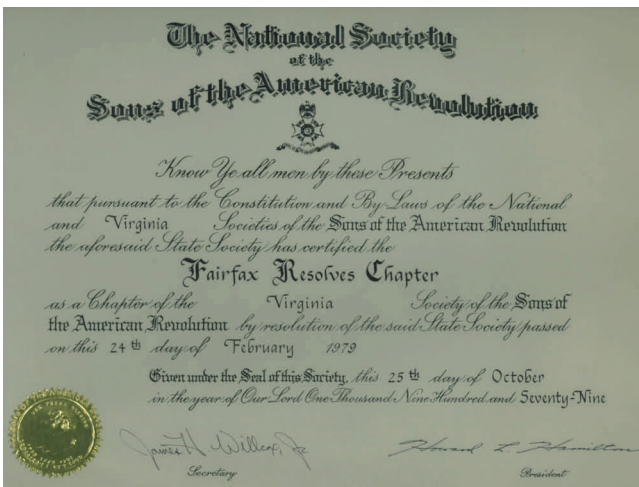 The National Society
of the
Sons of the American Revolution
Know Ye all men by these Presents
that pursuant to the Constitution and By Laws of the National
and Virginia Societies of the Sons of the American Revolution
the aforesaid State Society has certified the
Fairfax Resolves Chapter
as a Chapter of the Virginia Society of the Sons of
the American Revolution by resolution of the said State Society passed
on this 24th day of February 1979
Given under the Seal of this Society, this 25th day of October
in the year of Our Lord One Thousand Nine Hundred and Seventy-Nine
James H. Willcox, Jr
Howard L. Hamilton
Secretary
President